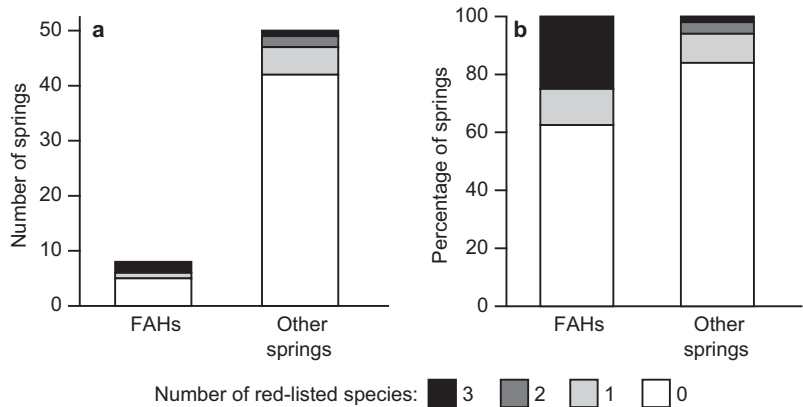 a
50
40
30
20
10
0
Number of springs
FAHs
Other
springs
b
100
80
60
40
20
0
Percentage of springs
FAHs
Other
springs
Number of red-listed species: 3 2 1 0